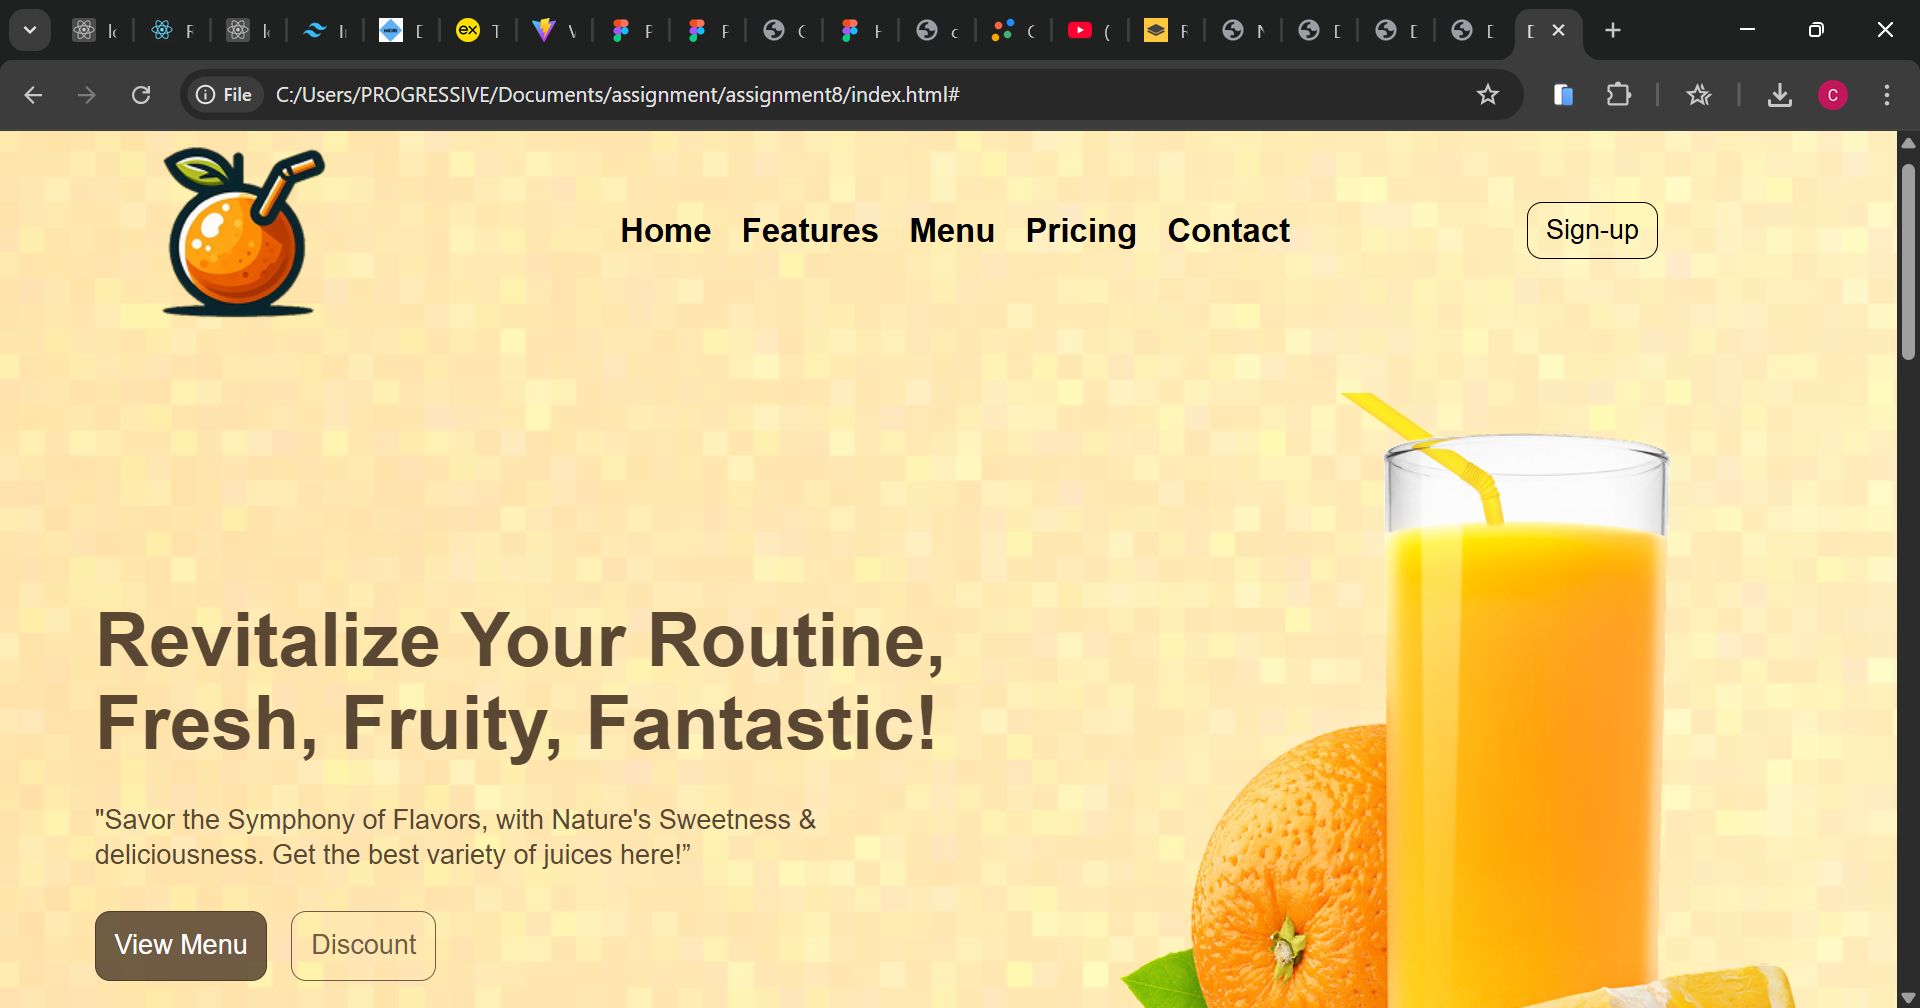 File C:/Users/PROGRESSIVE/Documents/assignment/assignment8/index.html#
C
Home Features Menu Pricing Contact
Sign-up
Revitalize Your Routine,
Fresh, Fruity, Fantastic!
"Savor the Symphony of Flavors, with Nature's Sweetness &
deliciousness. Get the best variety of juices here!”
View Menu Discount